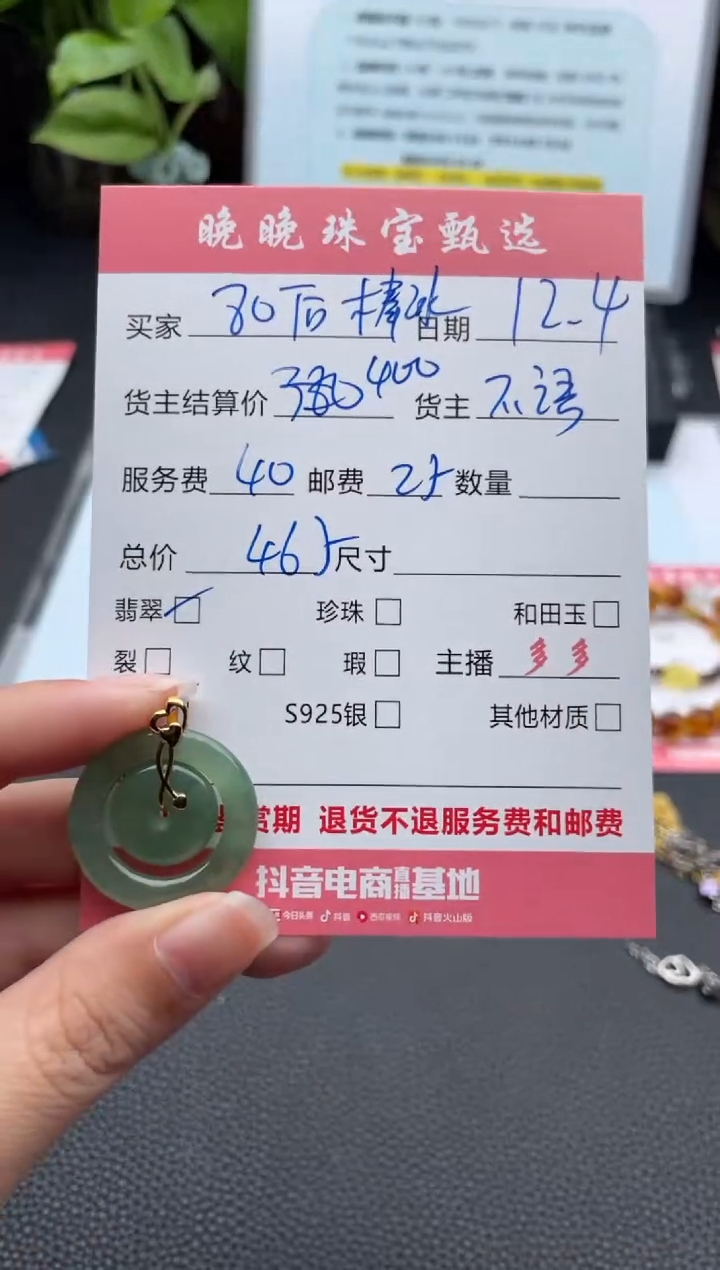 晚晚珠宝甄选
买家 80后 日期 12-4
货主结算价 400 货主 不语
服务费 40 邮费 25 数量
总价 465 尺寸
翡翠 珍珠 和田玉
裂 纹 瑕 主播 多多
S925银 其他材质
赏期 退货不退服务费和邮费
抖音电商直播基地
今日头条 抖音 西瓜视频 抖音火山版